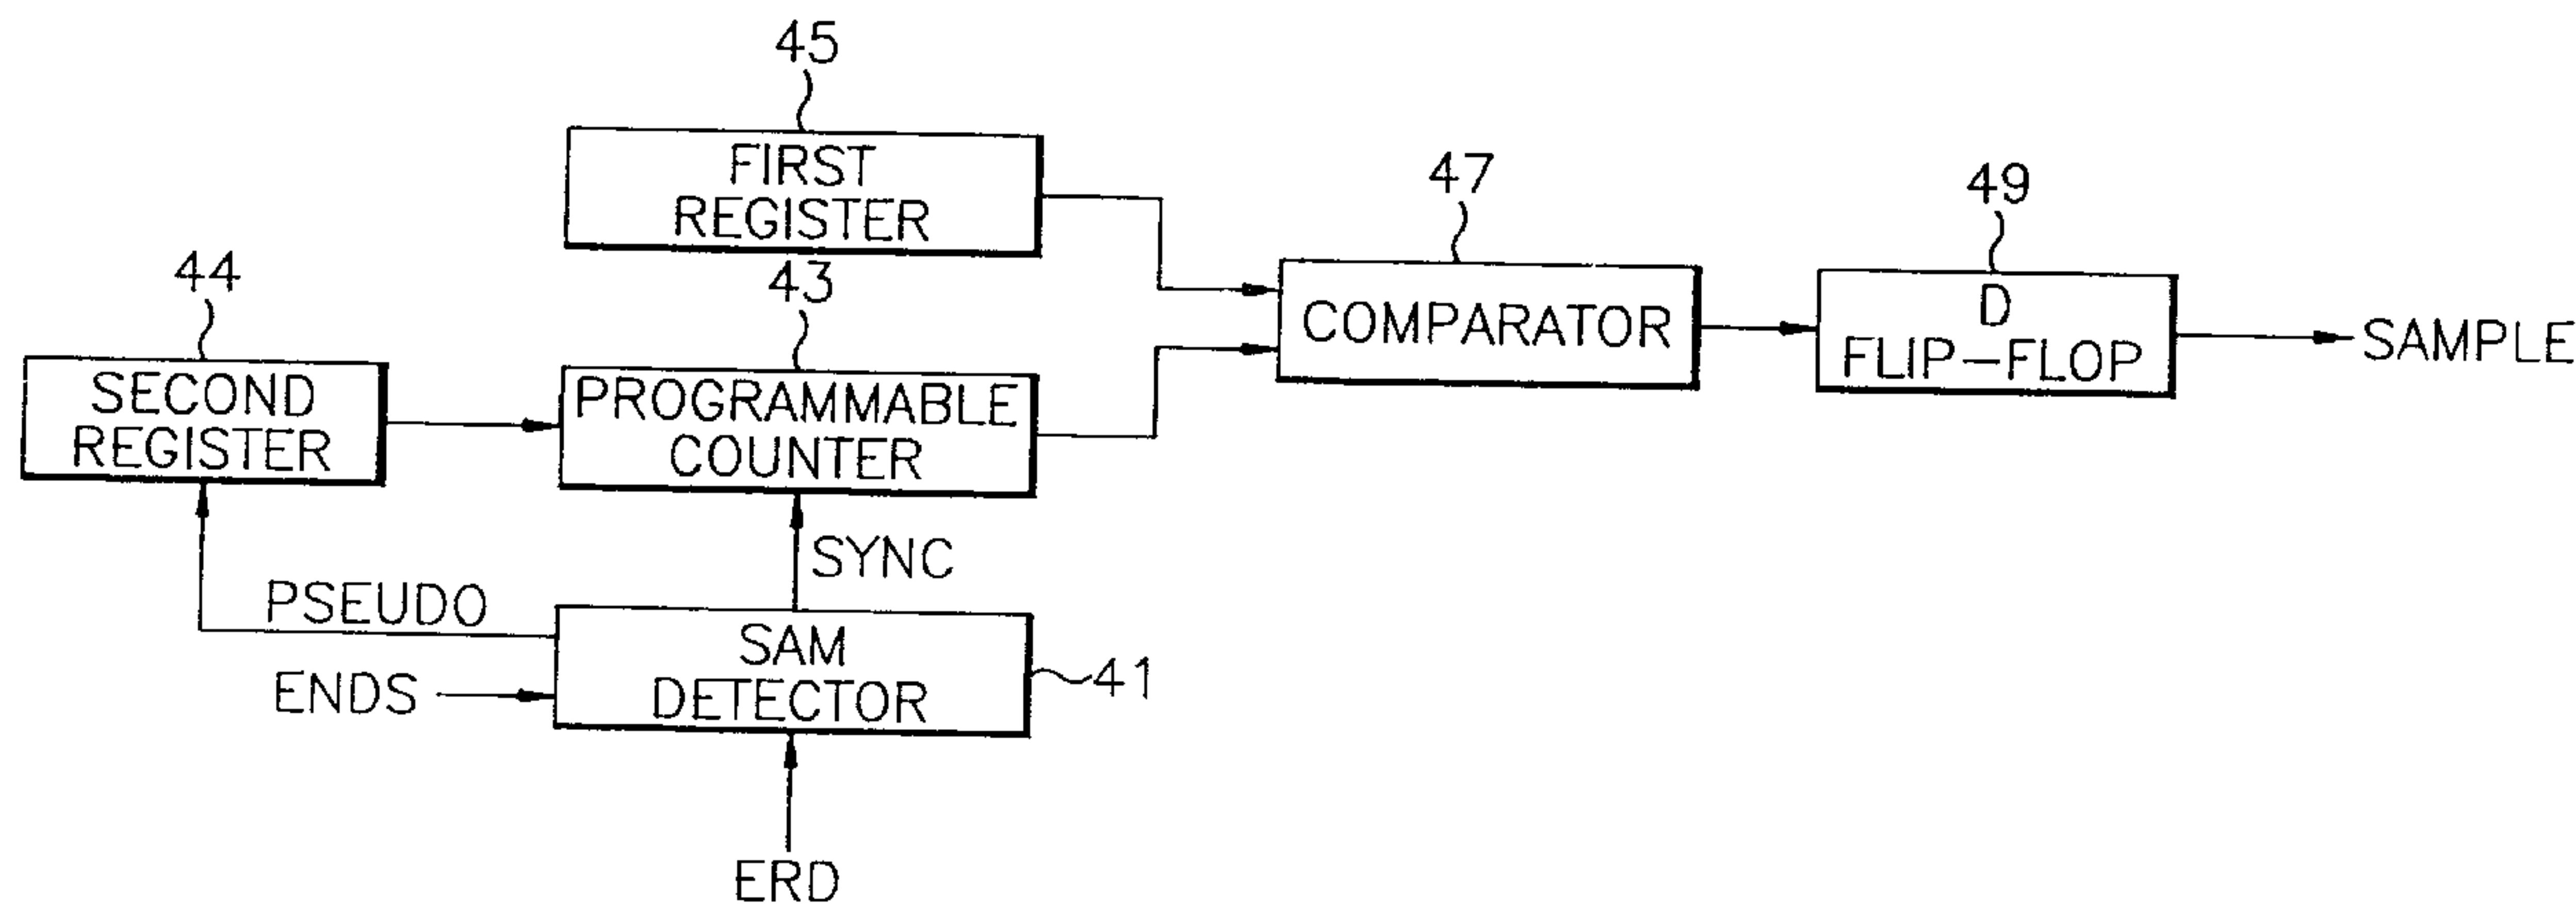 45
FIRST
REGISTER
47
49
44
43
COMPARATOR
D
FLIP-FLOP
SAMPLE
SECOND
REGISTER
PROGRAMMABLE
COUNTER
SYNC
PSEUDO
SAM
DETECTOR
41
ENDS
ERD